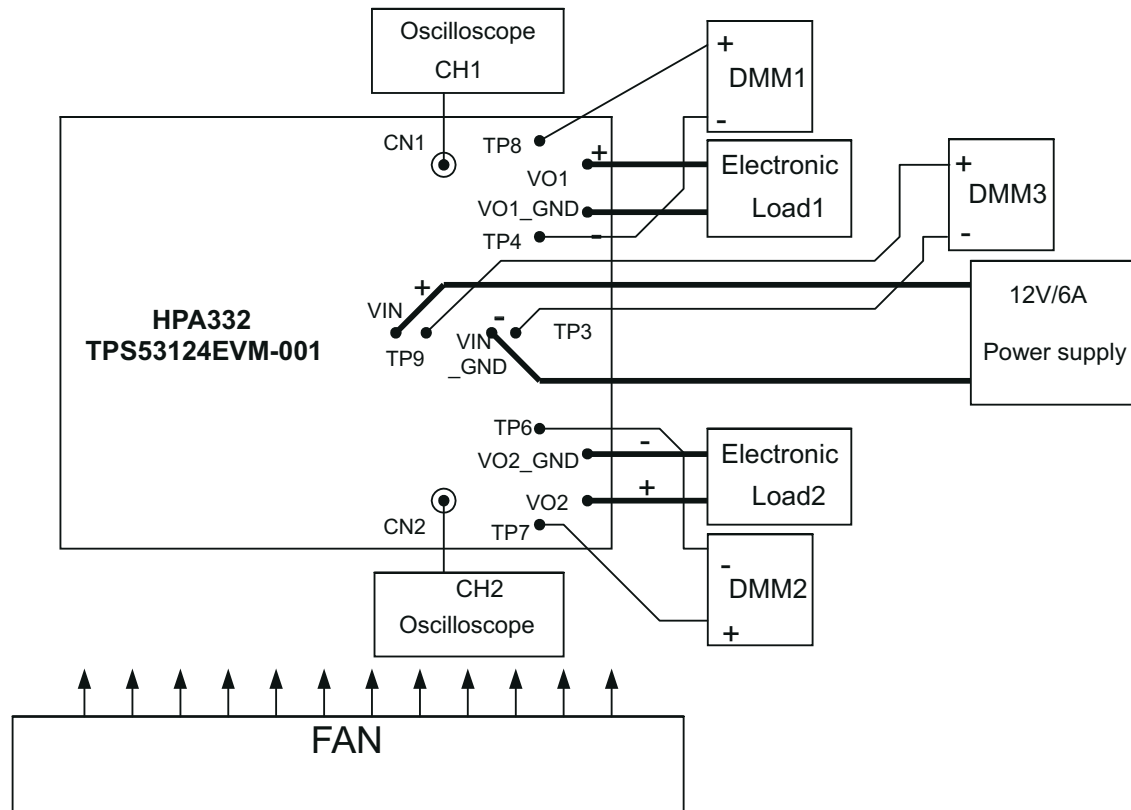 Oscilloscope
CH1
+
DMM1
-
CN1
TP8
+
VO1
Electronic
Load1
VO1_GND
TP4
-
+
DMM3
-
HPA332
TPS53124EVM-001
VIN
+
TP9
-
VIN
_GND
TP3
12V/6A
Power supply
TP6
-
VO2_GND
Electronic
Load2
+
VO2
CN2
TP7
CH2
Oscilloscope
-
DMM2
+
FAN